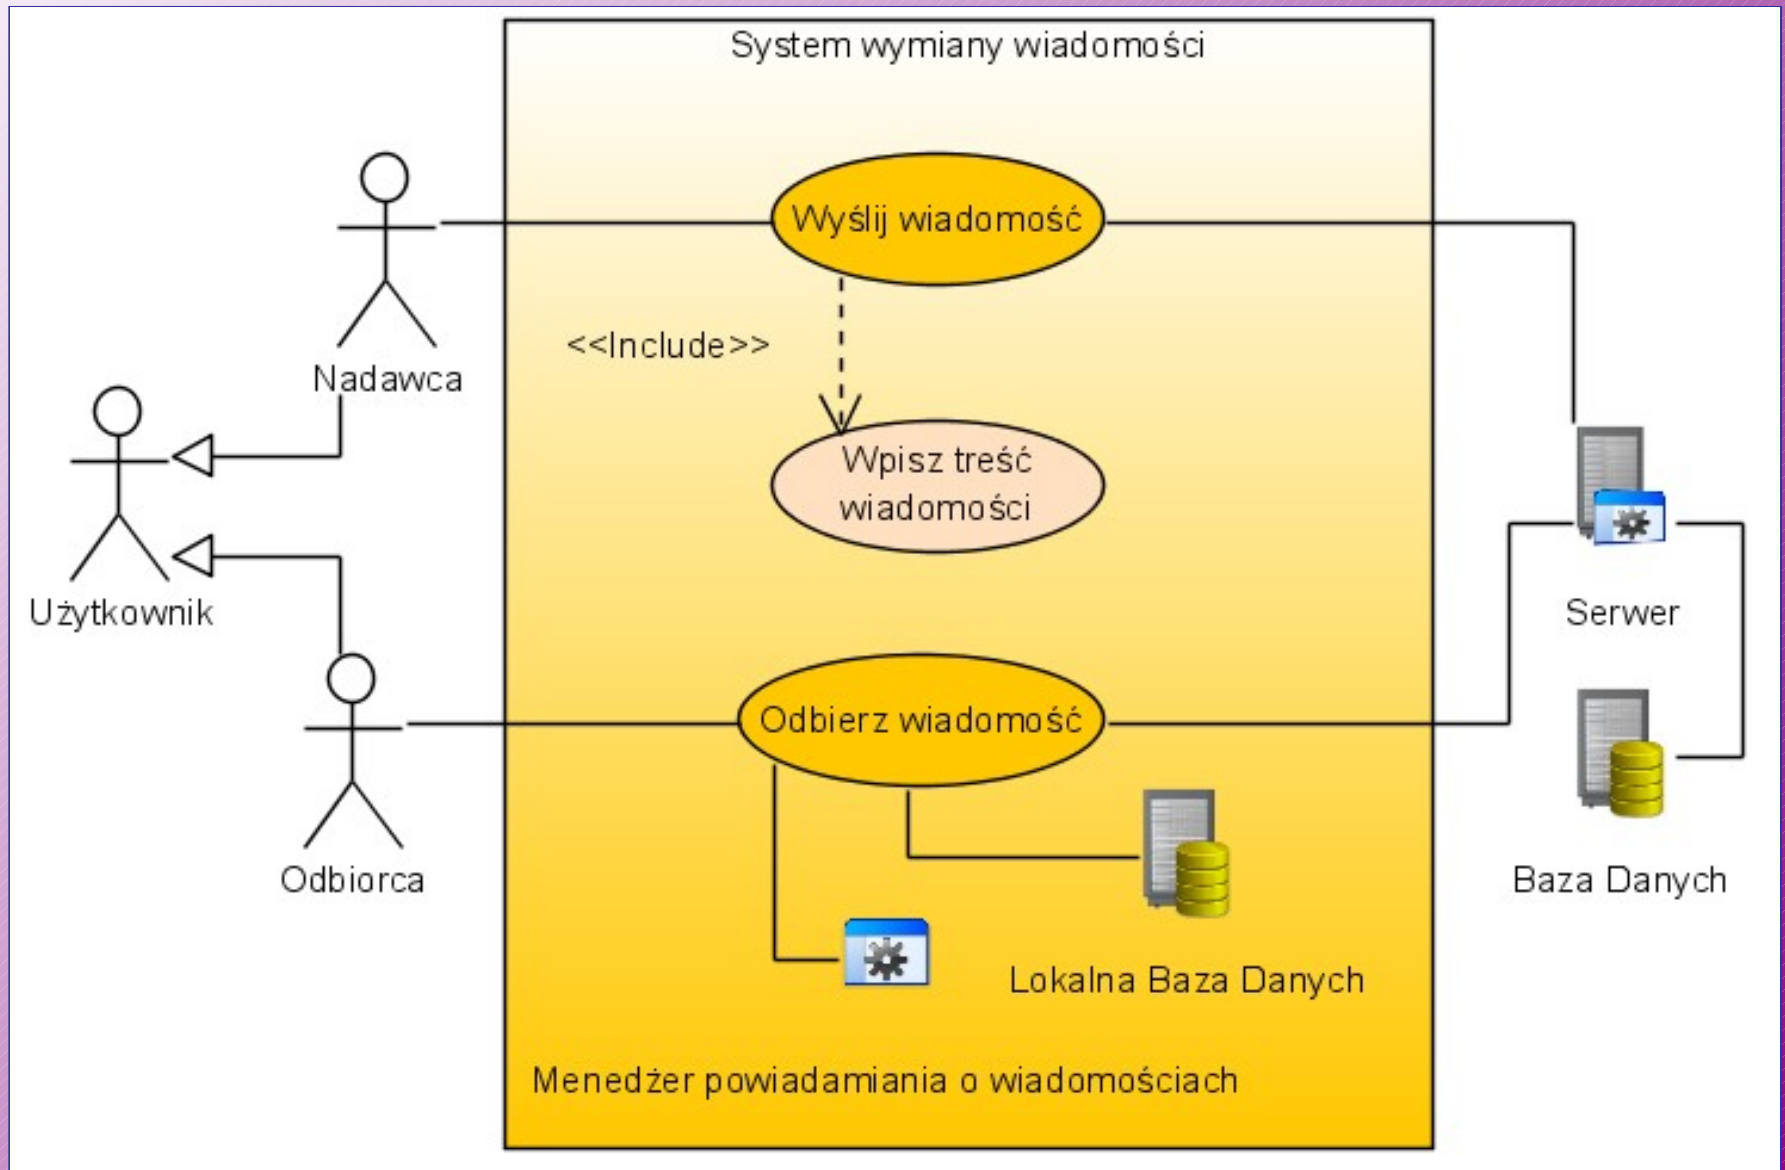 System wymiany wiadomości
Wyślij wiadomość
<<Include>>
Nadawca
Wpisz treść
wiadomości
Użytkownik
Serwer
Odbierz wiadomość
Odbiorca
Baza Danych
Lokalna Baza Danych
Menedżer powiadamiania o wiadomościach